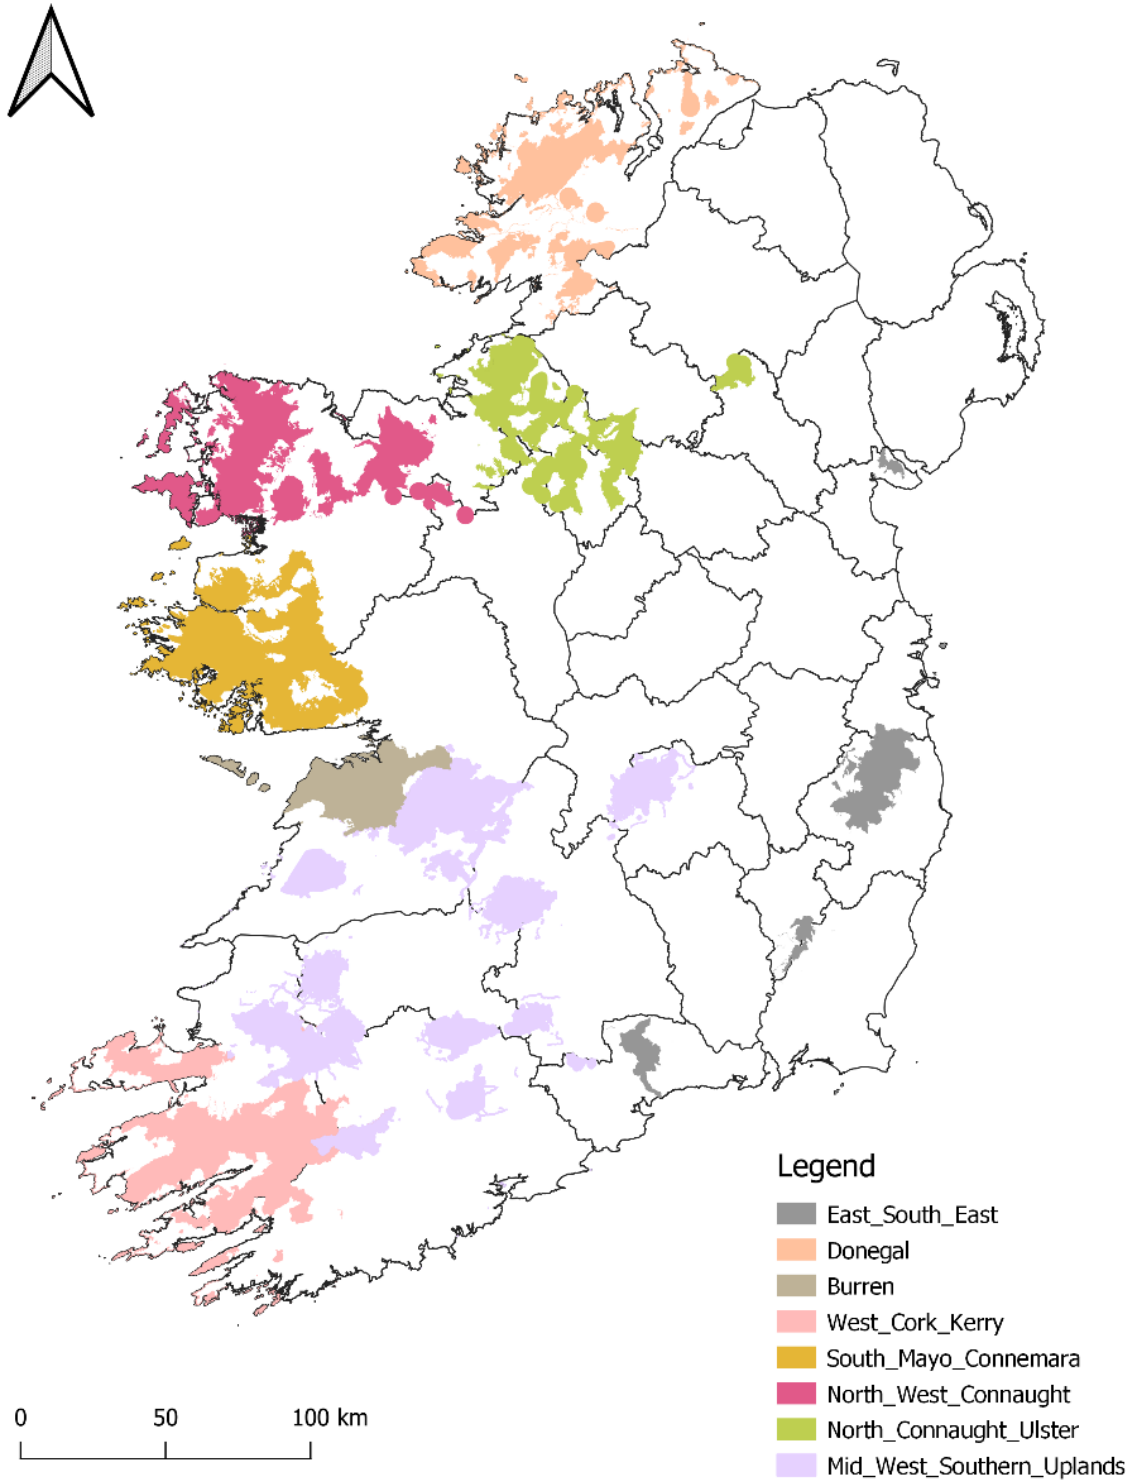 Legend
East_South_East
Donegal
Burren
West_Cork_Kerry
South_Mayo_Connemara
North_West_Connaught
North_Connaught_Ulster
Mid_West_Southern_Uplands
0 50 100 km